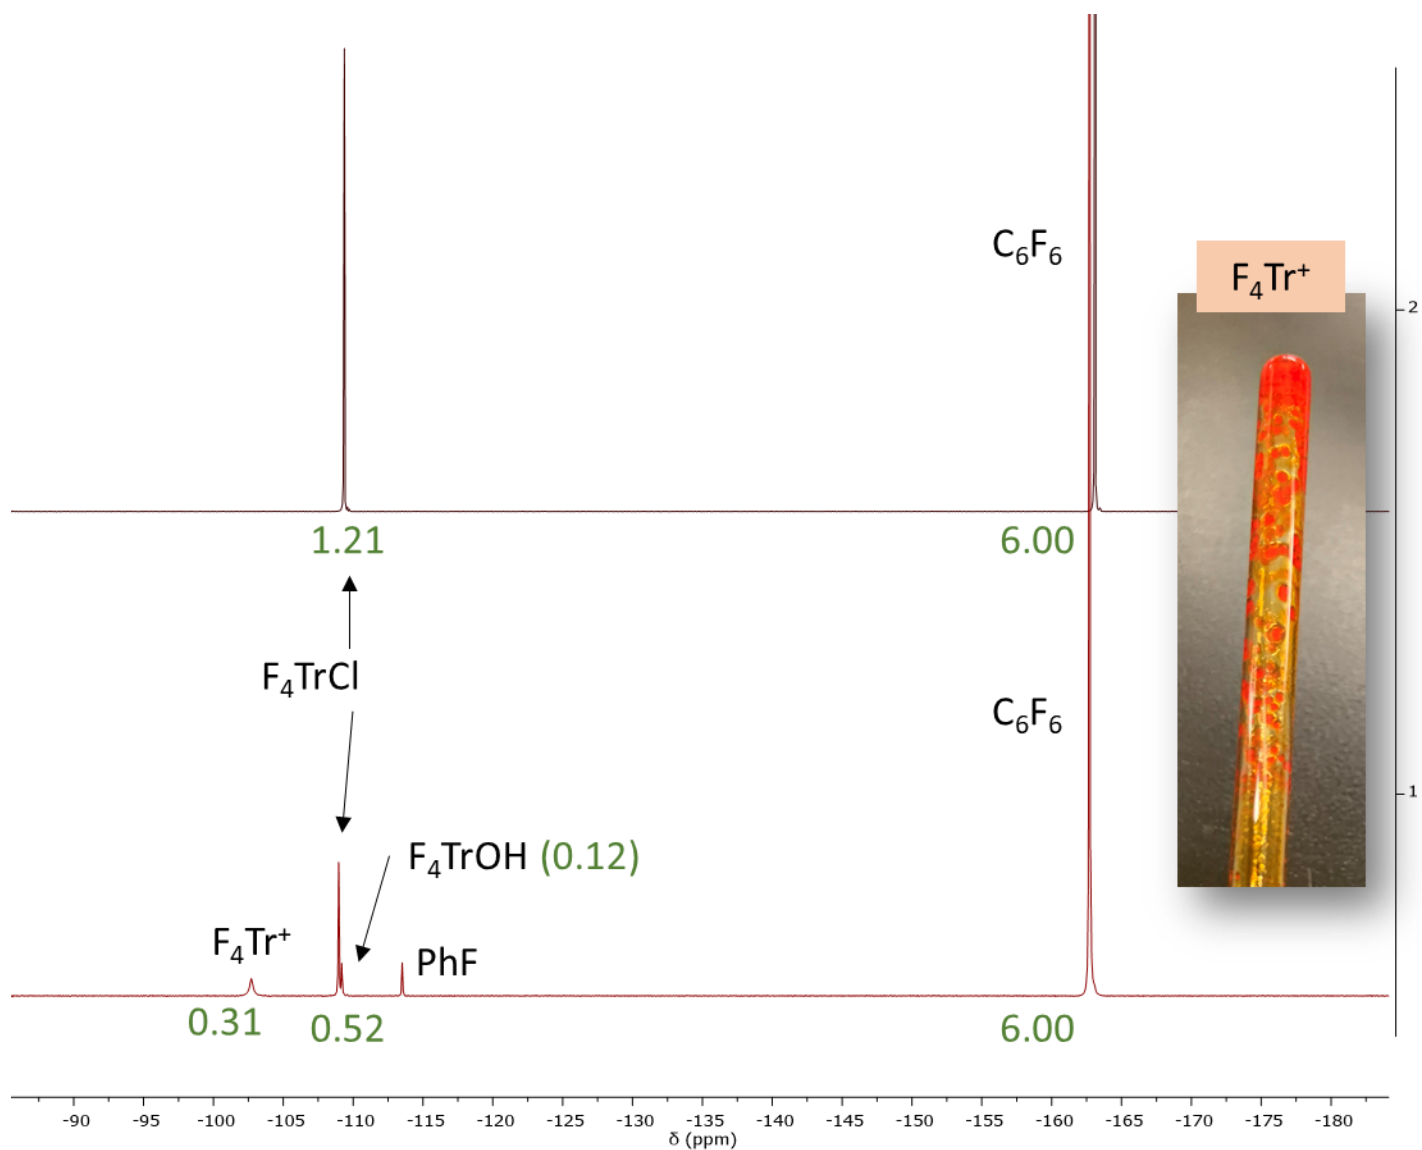 C₆F₆
F₄Tr⁺
2
1.21
6.00
F₄TrCl
C₆F₆
1
F₄TrOH (0.12)
F₄Tr⁺
PhF
0.31
0.52
6.00
-90 -95 -100 -105 -110 -115 -120 -125 -130 -135 -140 -145 -150 -155 -160 -165 -170 -175 -180
δ (ppm)